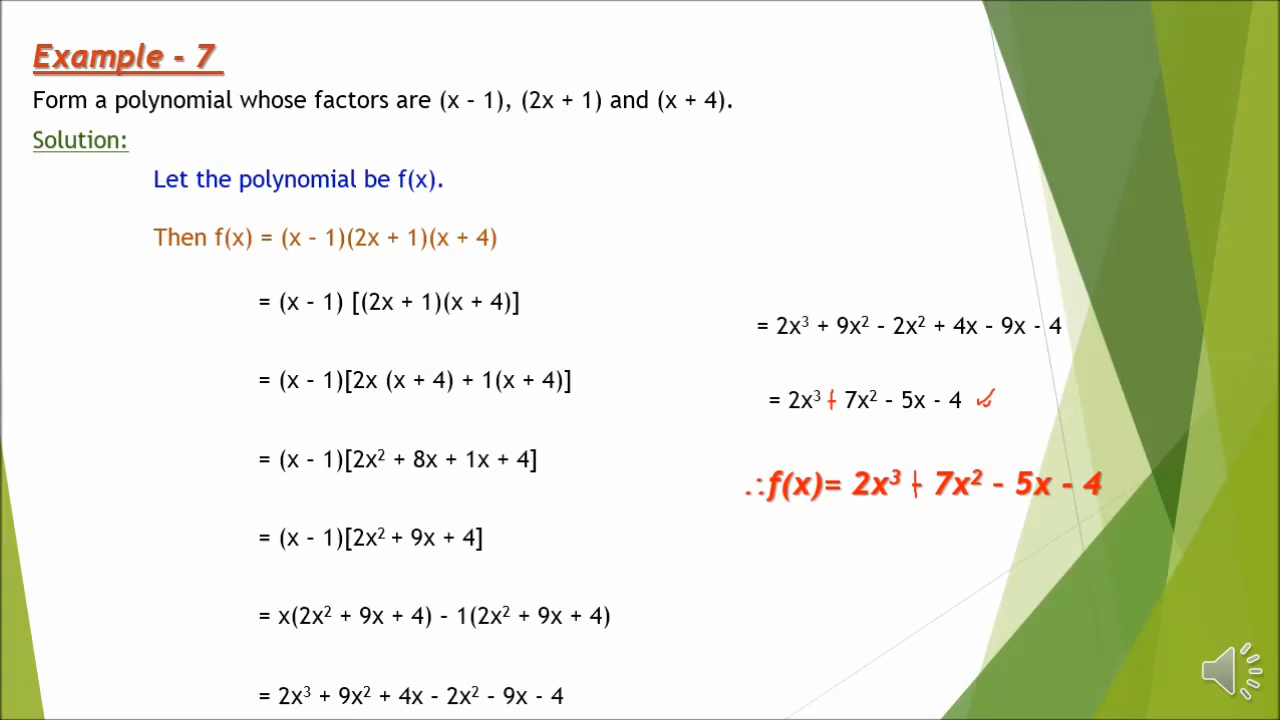 Example - 7
Form a polynomial whose factors are (x – 1), (2x + 1) and (x + 4).
Solution:
Let the polynomial be f(x).
Then f(x) = (x – 1)(2x + 1)(x + 4)
= (x - 1) [(2x + 1)(x + 4)]
= (x - 1)[2x (x + 4) + 1(x + 4)]
= (x - 1)[2x² + 8x + 1x + 4]
= (x - 1)[2x² + 9x + 4]
= x(2x² + 9x + 4) – 1(2x² + 9x + 4)
= 2x³ + 9x² + 4x – 2x² – 9x - 4
= 2x³ + 9x² – 2x² + 4x – 9x - 4
= 2x³ + 7x² – 5x - 4 ✓
∴f(x)= 2x³ + 7x² – 5x - 4